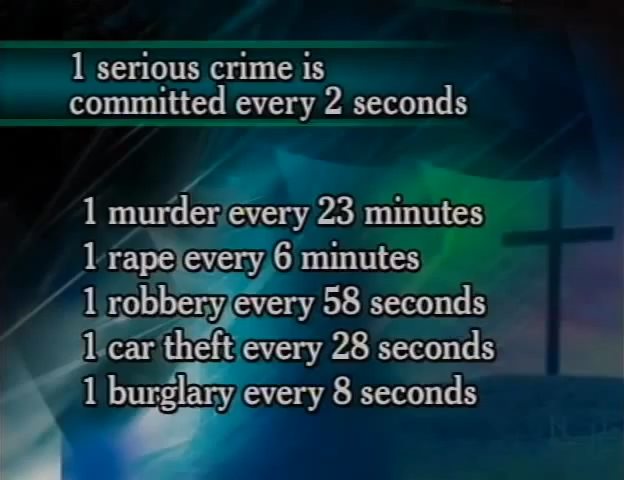 1 serious crime is
committed every 2 seconds
1 murder every 23 minutes
1 rape every 6 minutes
1 robbery every 58 seconds
1 car theft every 28 seconds
1 burglary every 8 seconds